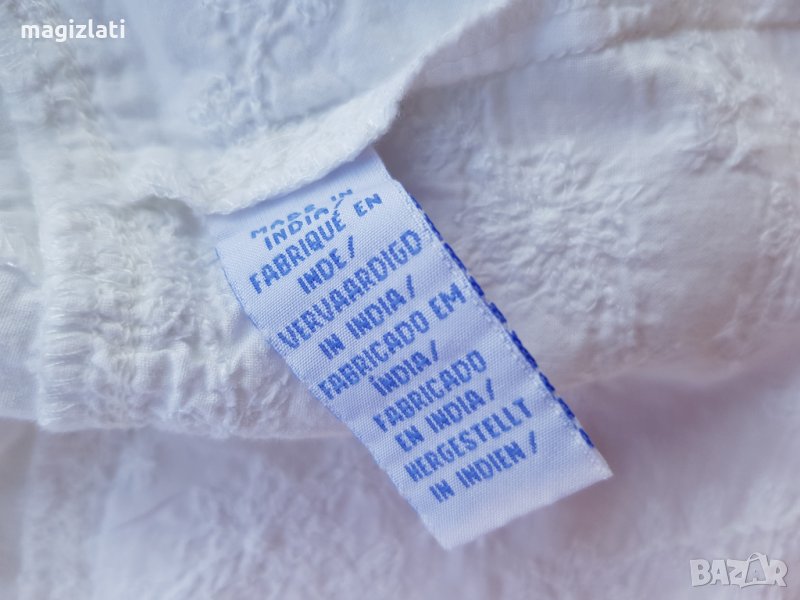 magizlati
MADE IN
INDIA/
FABRIQUÉ EN
INDE/
VERVAARDIGD
IN INDIA/
FABRICADO EM
ÍNDIA/
FABRICADO
EN INDIA/
HERGESTELLT
IN INDIEN/
BAZAR